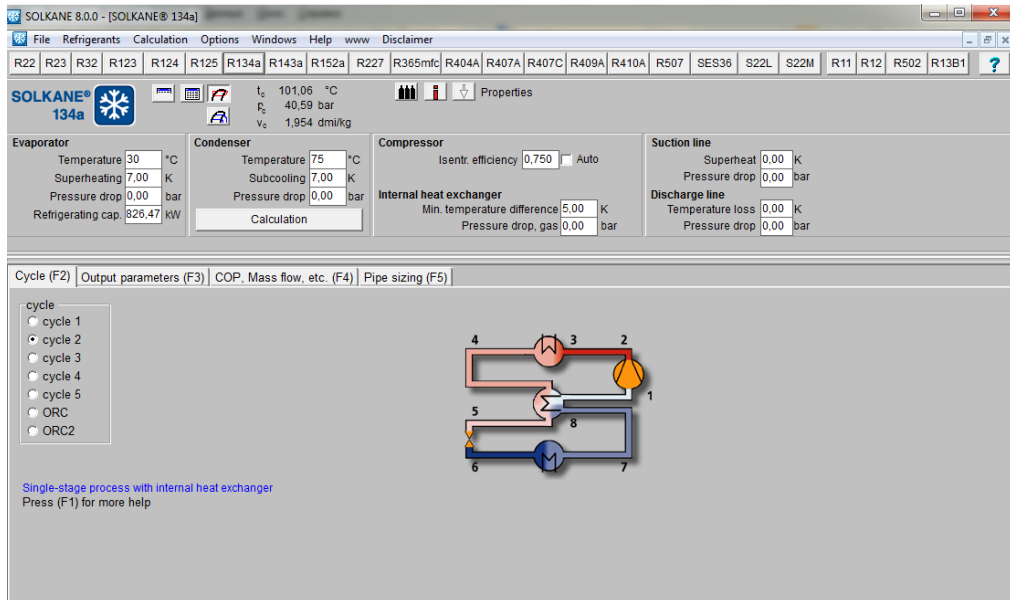 SOLKANE 8.0.0 - [SOLKANE® 134a]
File Refrigerants Calculation Options Windows Help www Disclaimer
R22 R23 R32 R123 R124 R125 R134a R143a R152a R227 R365mfc R404A R407A R407C R409A R410A R507 SES36 S22L S22M R11 R12 R502 R13B1 ?
SOLKANE®
134a
tc 101,06 °C
pc 40,59 bar
vc 1,954 dmi/kg
Properties
Evaporator
Temperature 30 °C
Superheating 7,00 K
Pressure drop 0,00 bar
Refrigerating cap. 826,47 kW
Condenser
Temperature 75 °C
Subcooling 7,00 K
Pressure drop 0,00 bar
Calculation
Compressor
Isentr. efficiency 0,750 Auto
Internal heat exchanger
Min. temperature difference 5,00 K
Pressure drop, gas 0,00 bar
Suction line
Superheat 0,00 K
Pressure drop 0,00 bar
Discharge line
Temperature loss 0,00 K
Pressure drop 0,00 bar
Cycle (F2) Output parameters (F3) COP, Mass flow, etc. (F4) Pipe sizing (F5)
cycle
cycle 1
cycle 2
cycle 3
cycle 4
cycle 5
ORC
ORC2
4 3 2
1
5
8
6 7
Single-stage process with internal heat exchanger
Press (F1) for more help